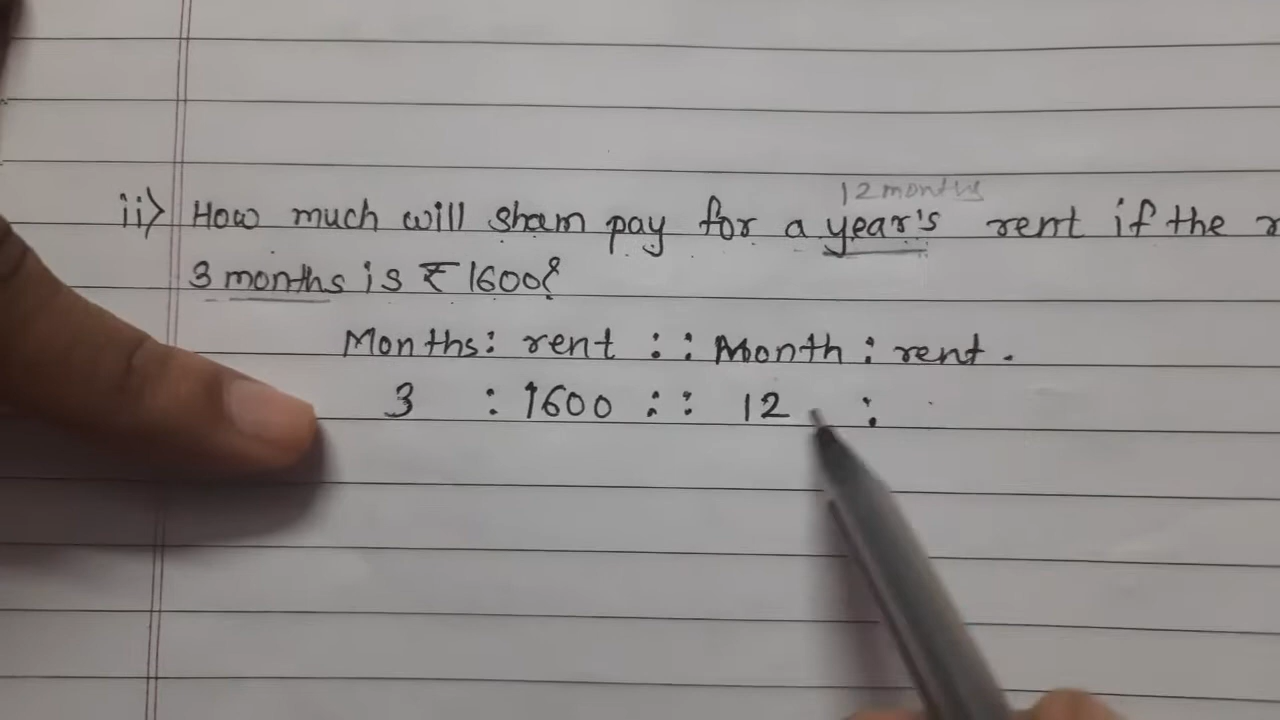 12 months
ii) How much will sham pay for a year's rent if the
3 months is ₹ 1600?
Months: rent :: Month : rent.
3 : 1600 :: 12 :